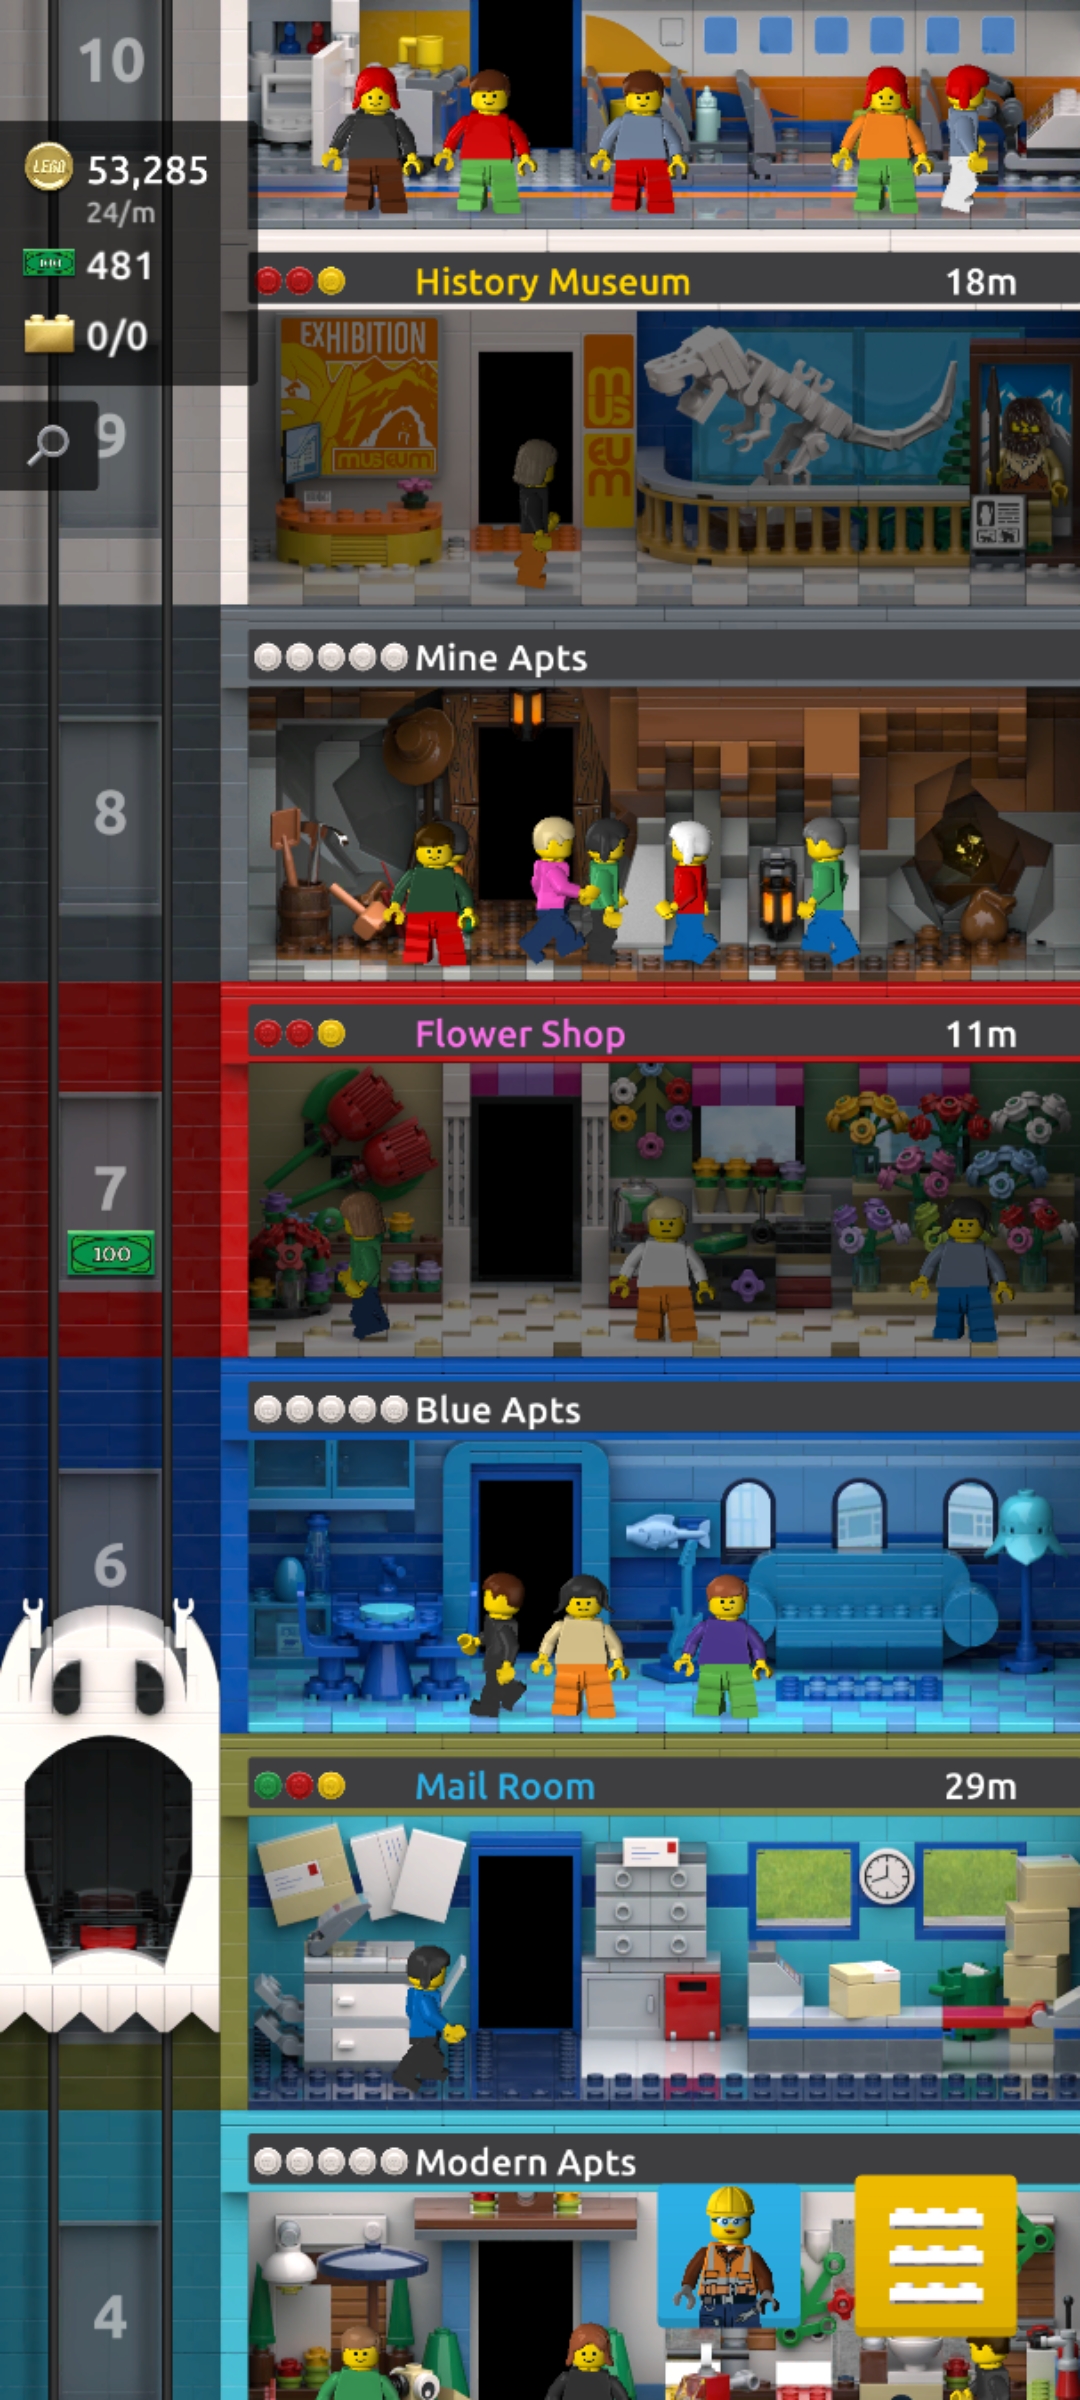 10
LEGO 53,285
24/m
481
0/0
History Museum 18m
EXHIBITION
MUSEUM
MUSEUM
9
Mine Apts
8
Flower Shop 11m
7
100
Blue Apts
6
Mail Room 29m
Modern Apts
4